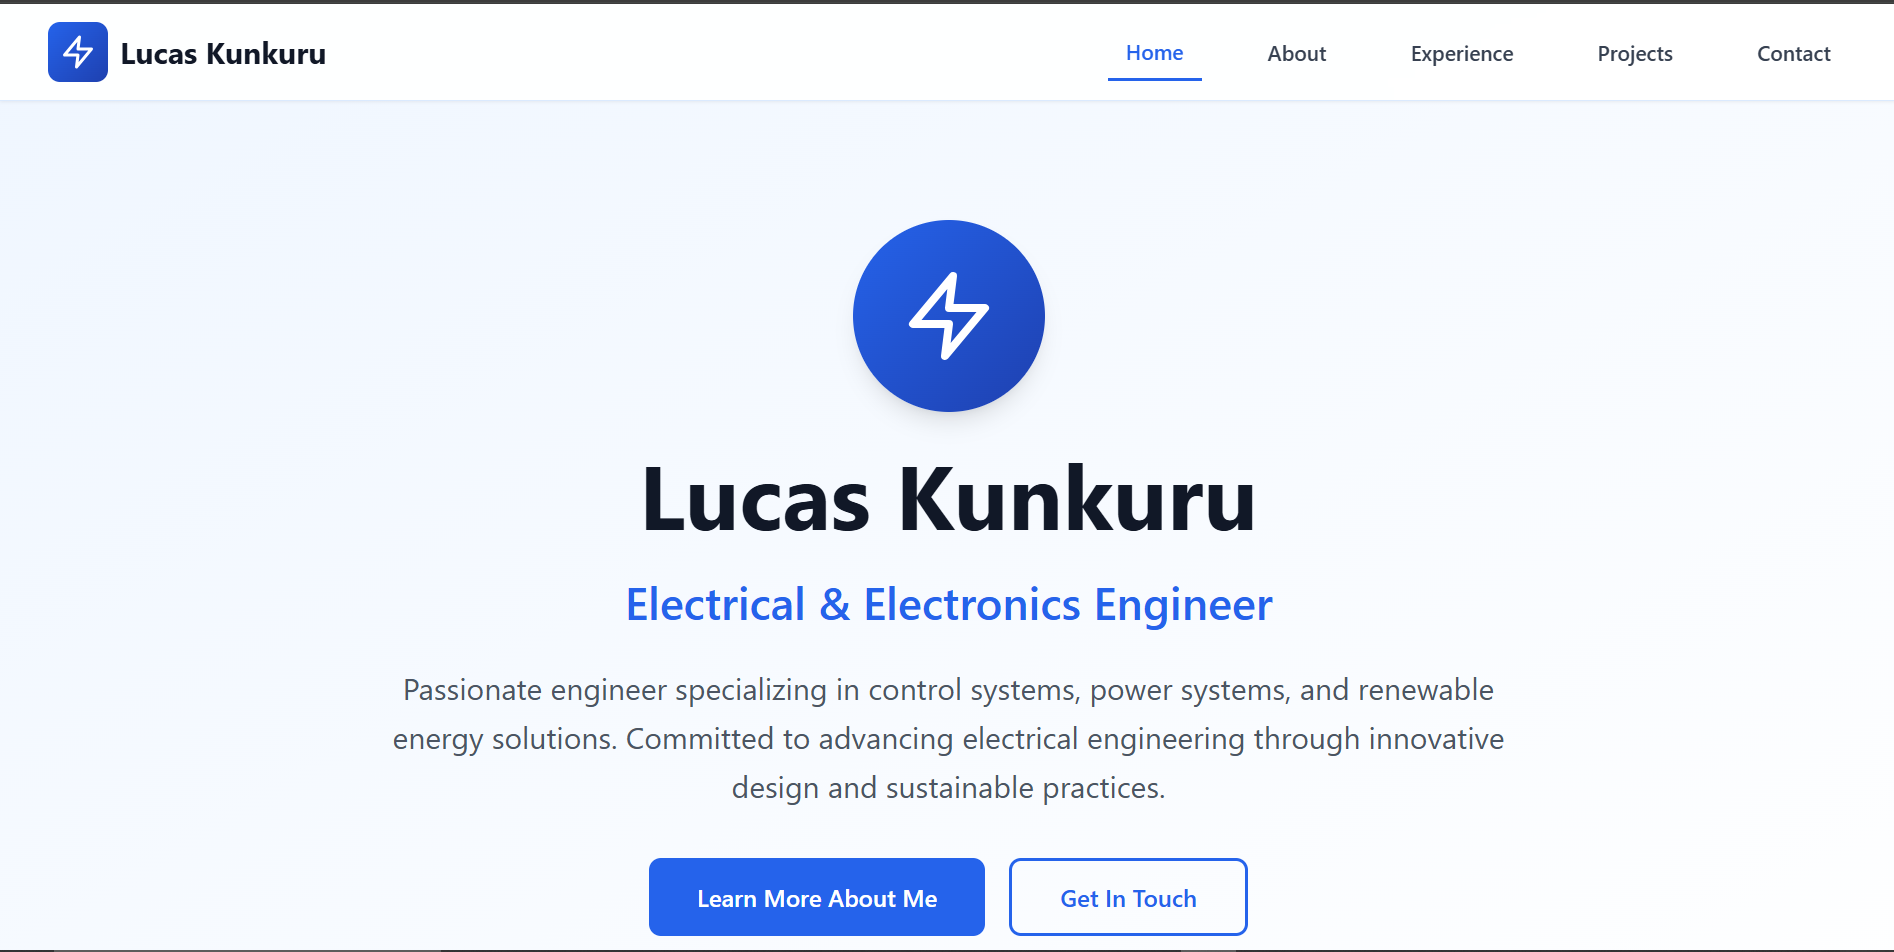 Lucas Kunkuru
Home
About
Experience
Projects
Contact
Lucas Kunkuru
Electrical & Electronics Engineer
Passionate engineer specializing in control systems, power systems, and renewable
energy solutions. Committed to advancing electrical engineering through innovative
design and sustainable practices.
Learn More About Me
Get In Touch